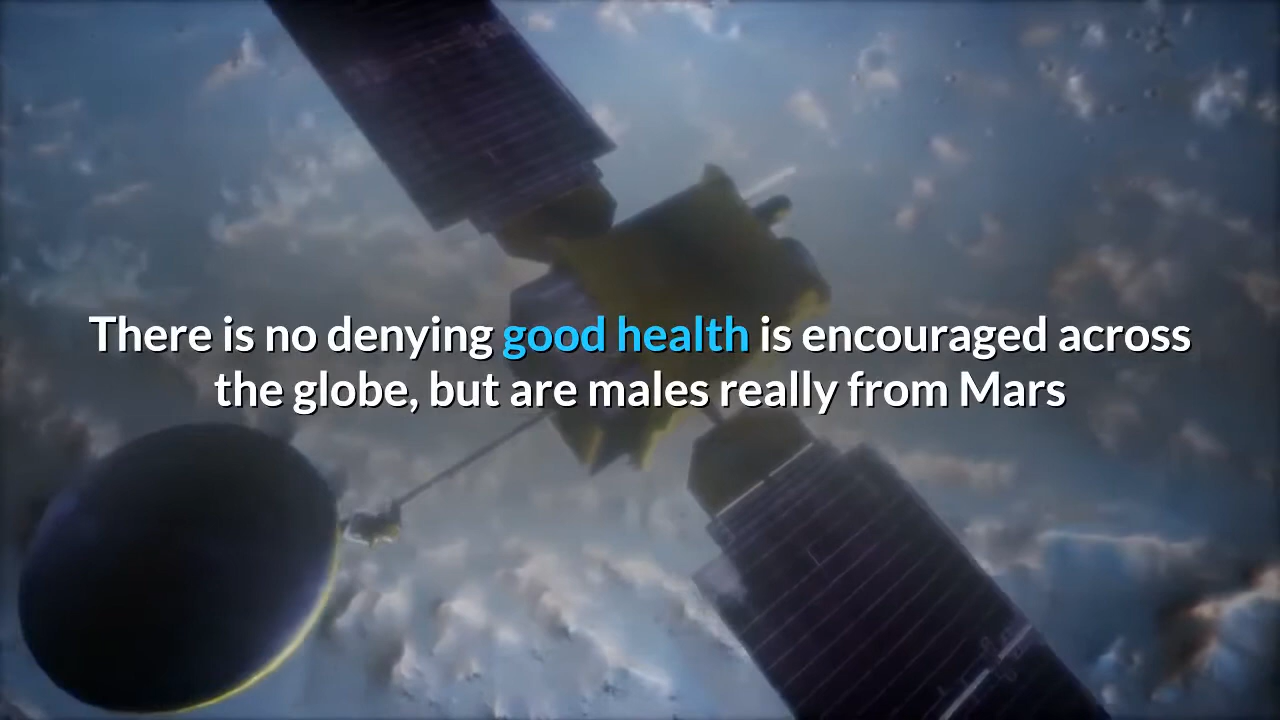 There is no denying good health is encouraged across
the globe, but are males really from Mars